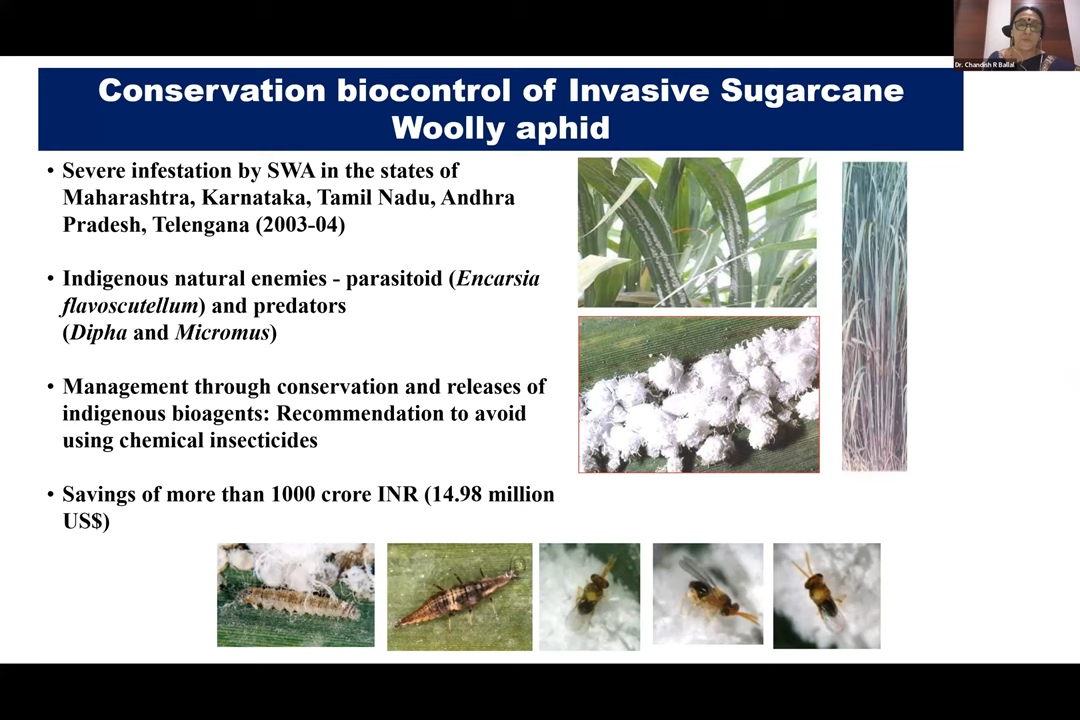 Dr. Chandish R Ballal
Conservation biocontrol of Invasive Sugarcane
Woolly aphid
• Severe infestation by SWA in the states of
Maharashtra, Karnataka, Tamil Nadu, Andhra
Pradesh, Telengana (2003-04)
• Indigenous natural enemies - parasitoid (Encarsia
flavoscutellum) and predators
(Dipha and Micromus)
• Management through conservation and releases of
indigenous bioagents: Recommendation to avoid
using chemical insecticides
• Savings of more than 1000 crore INR (14.98 million
US$)